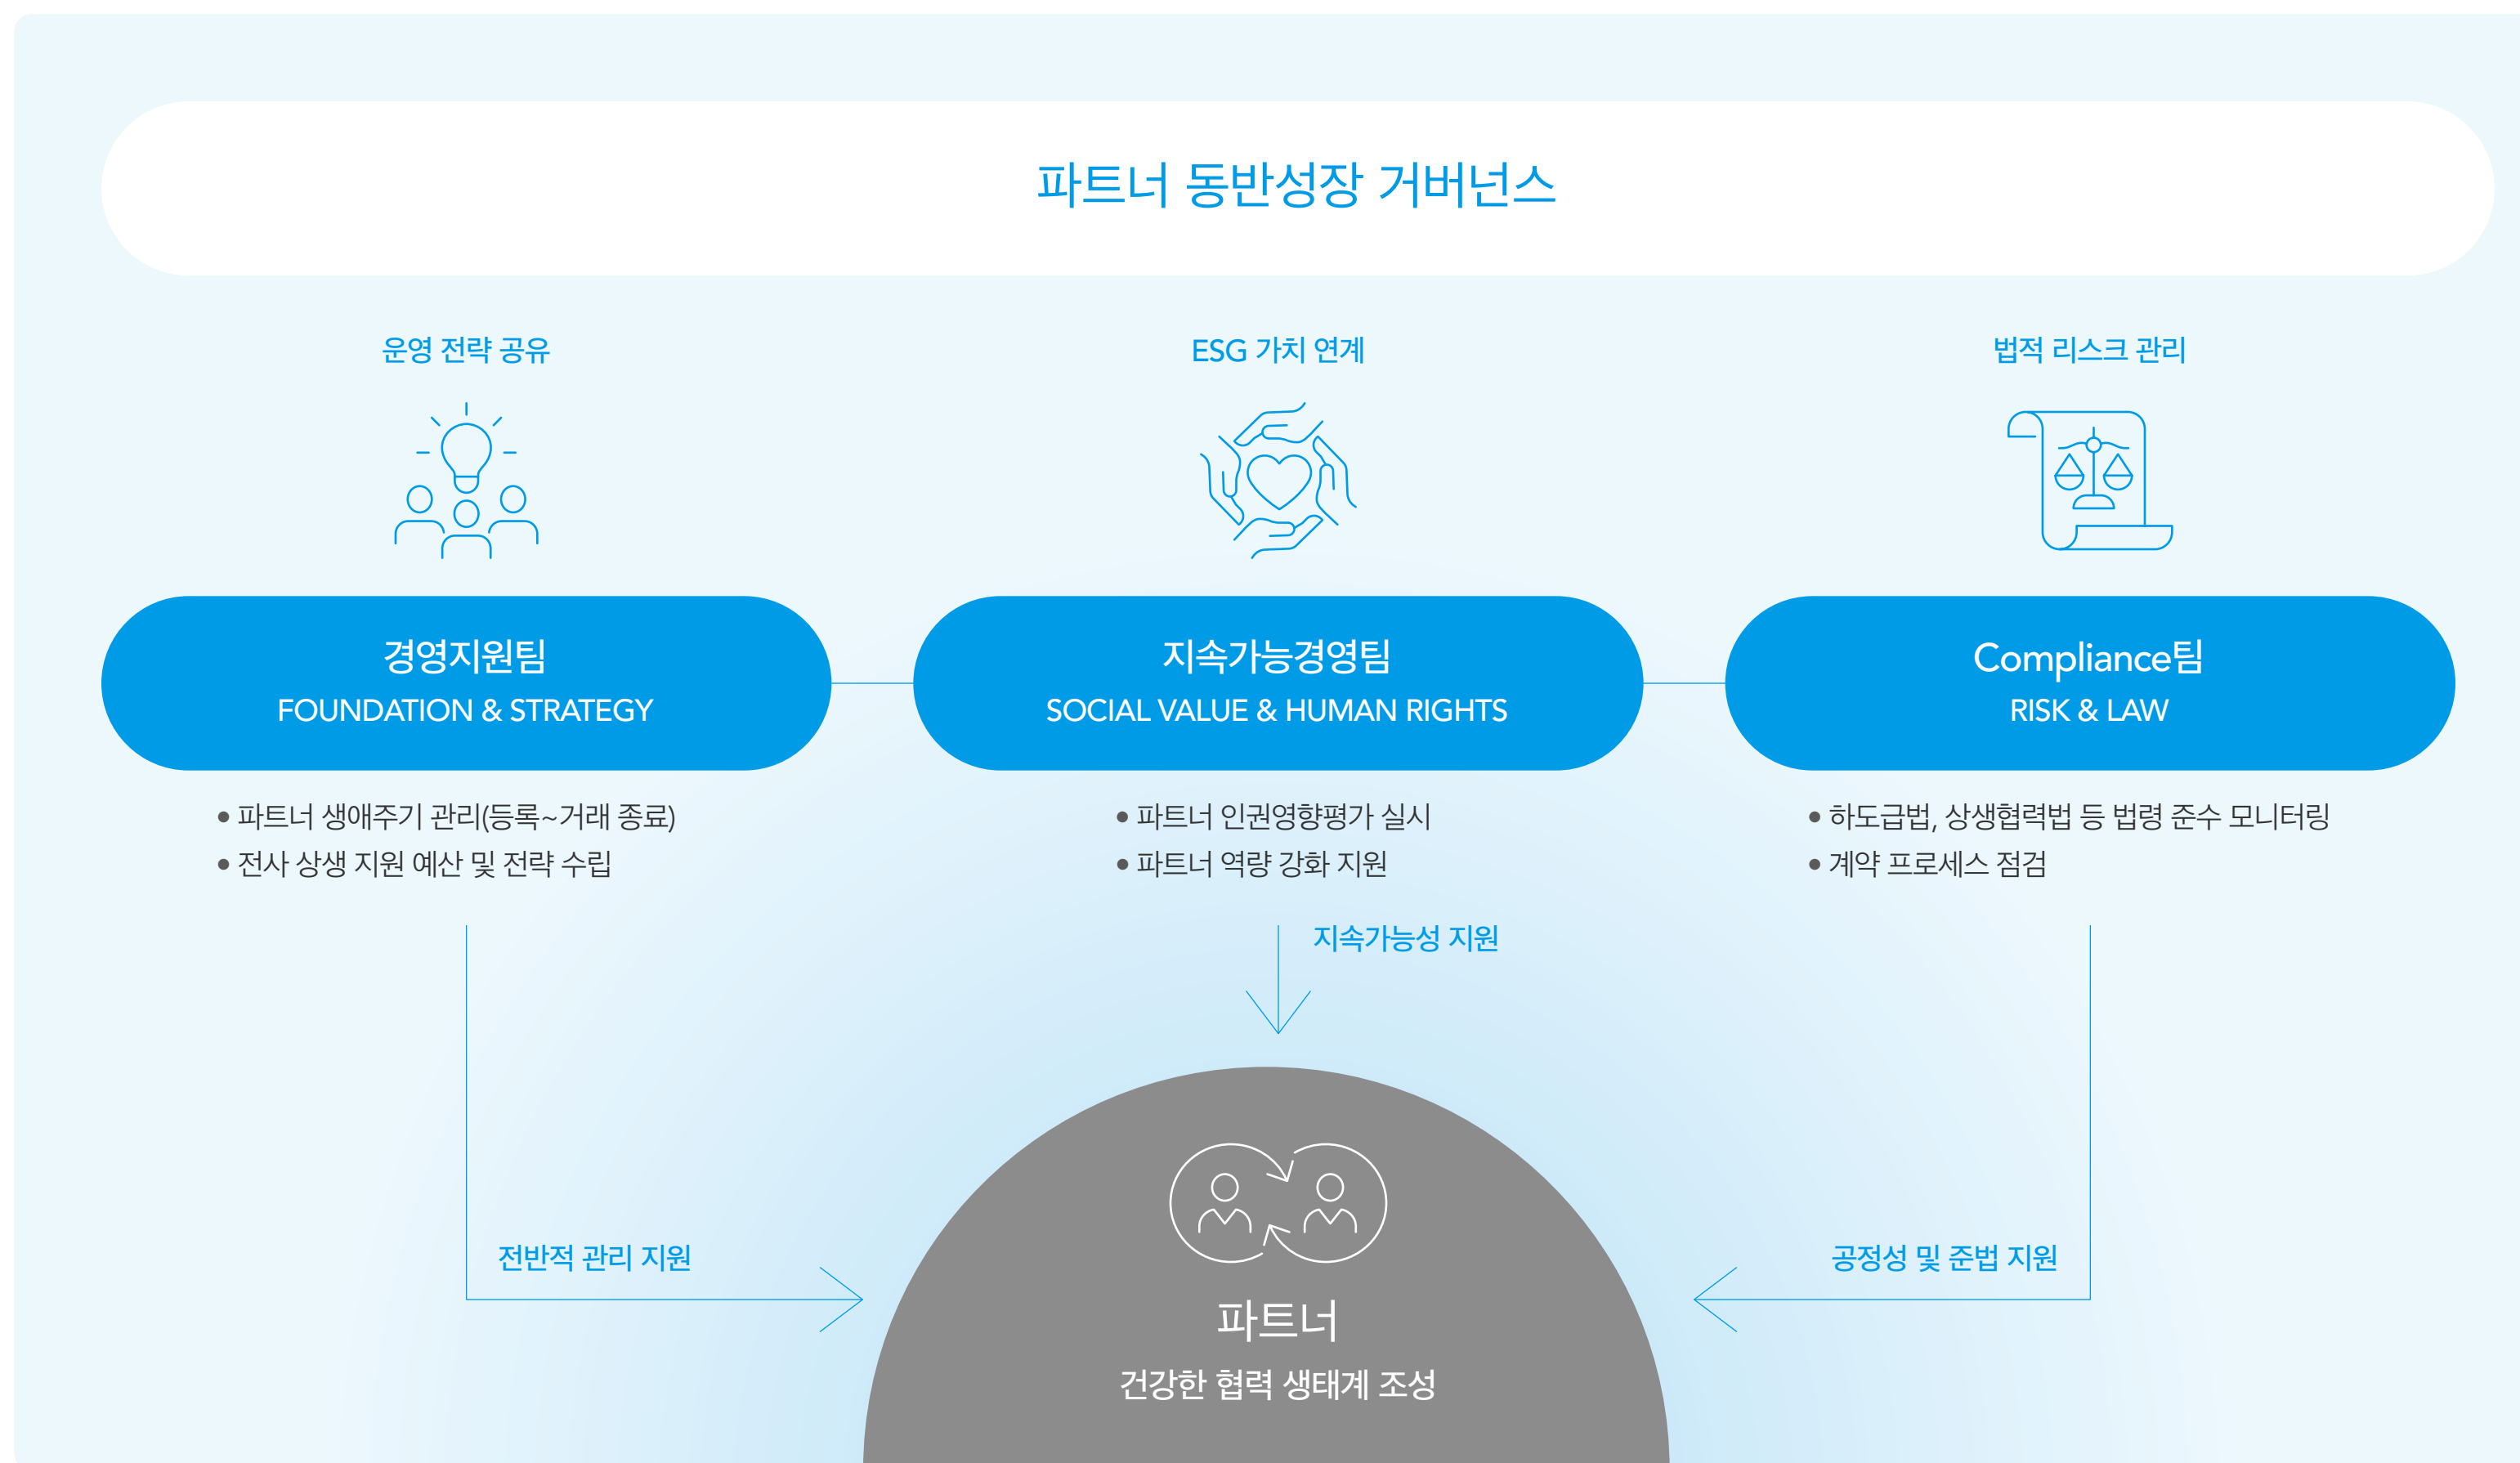 파트너 동반성장 거버넌스
운영 전략 공유
ESG 가치 연계
법적 리스크 관리
경영지원팀
FOUNDATION & STRATEGY
지속가능경영팀
SOCIAL VALUE & HUMAN RIGHTS
Compliance팀
RISK & LAW
• 파트너 생애주기 관리(등록~거래 종료)
• 전사 상생 지원 예산 및 전략 수립
• 파트너 인권영향평가 실시
• 파트너 역량 강화 지원
• 하도급법, 상생협력법 등 법령 준수 모니터링
• 계약 프로세스 점검
지속가능성 지원
전반적 관리 지원
공정성 및 준법 지원
파트너
건강한 협력 생태계 조성